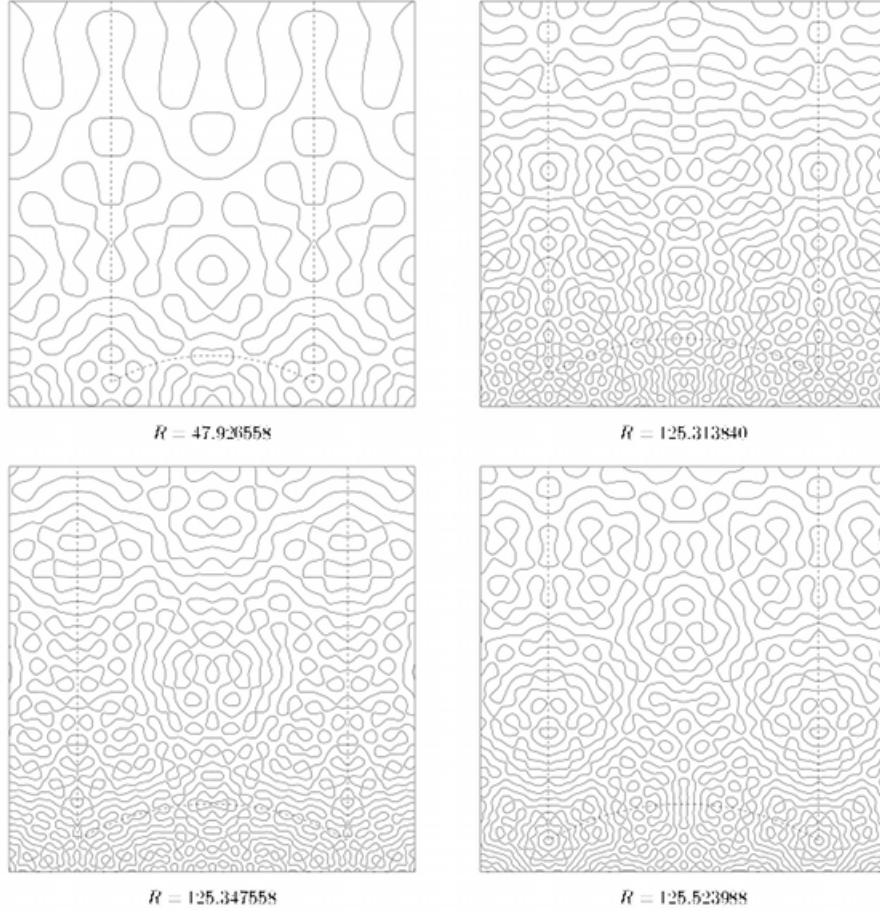 R = 47.926558
R = 125.313840
R = 125.347558
R = 125.523988